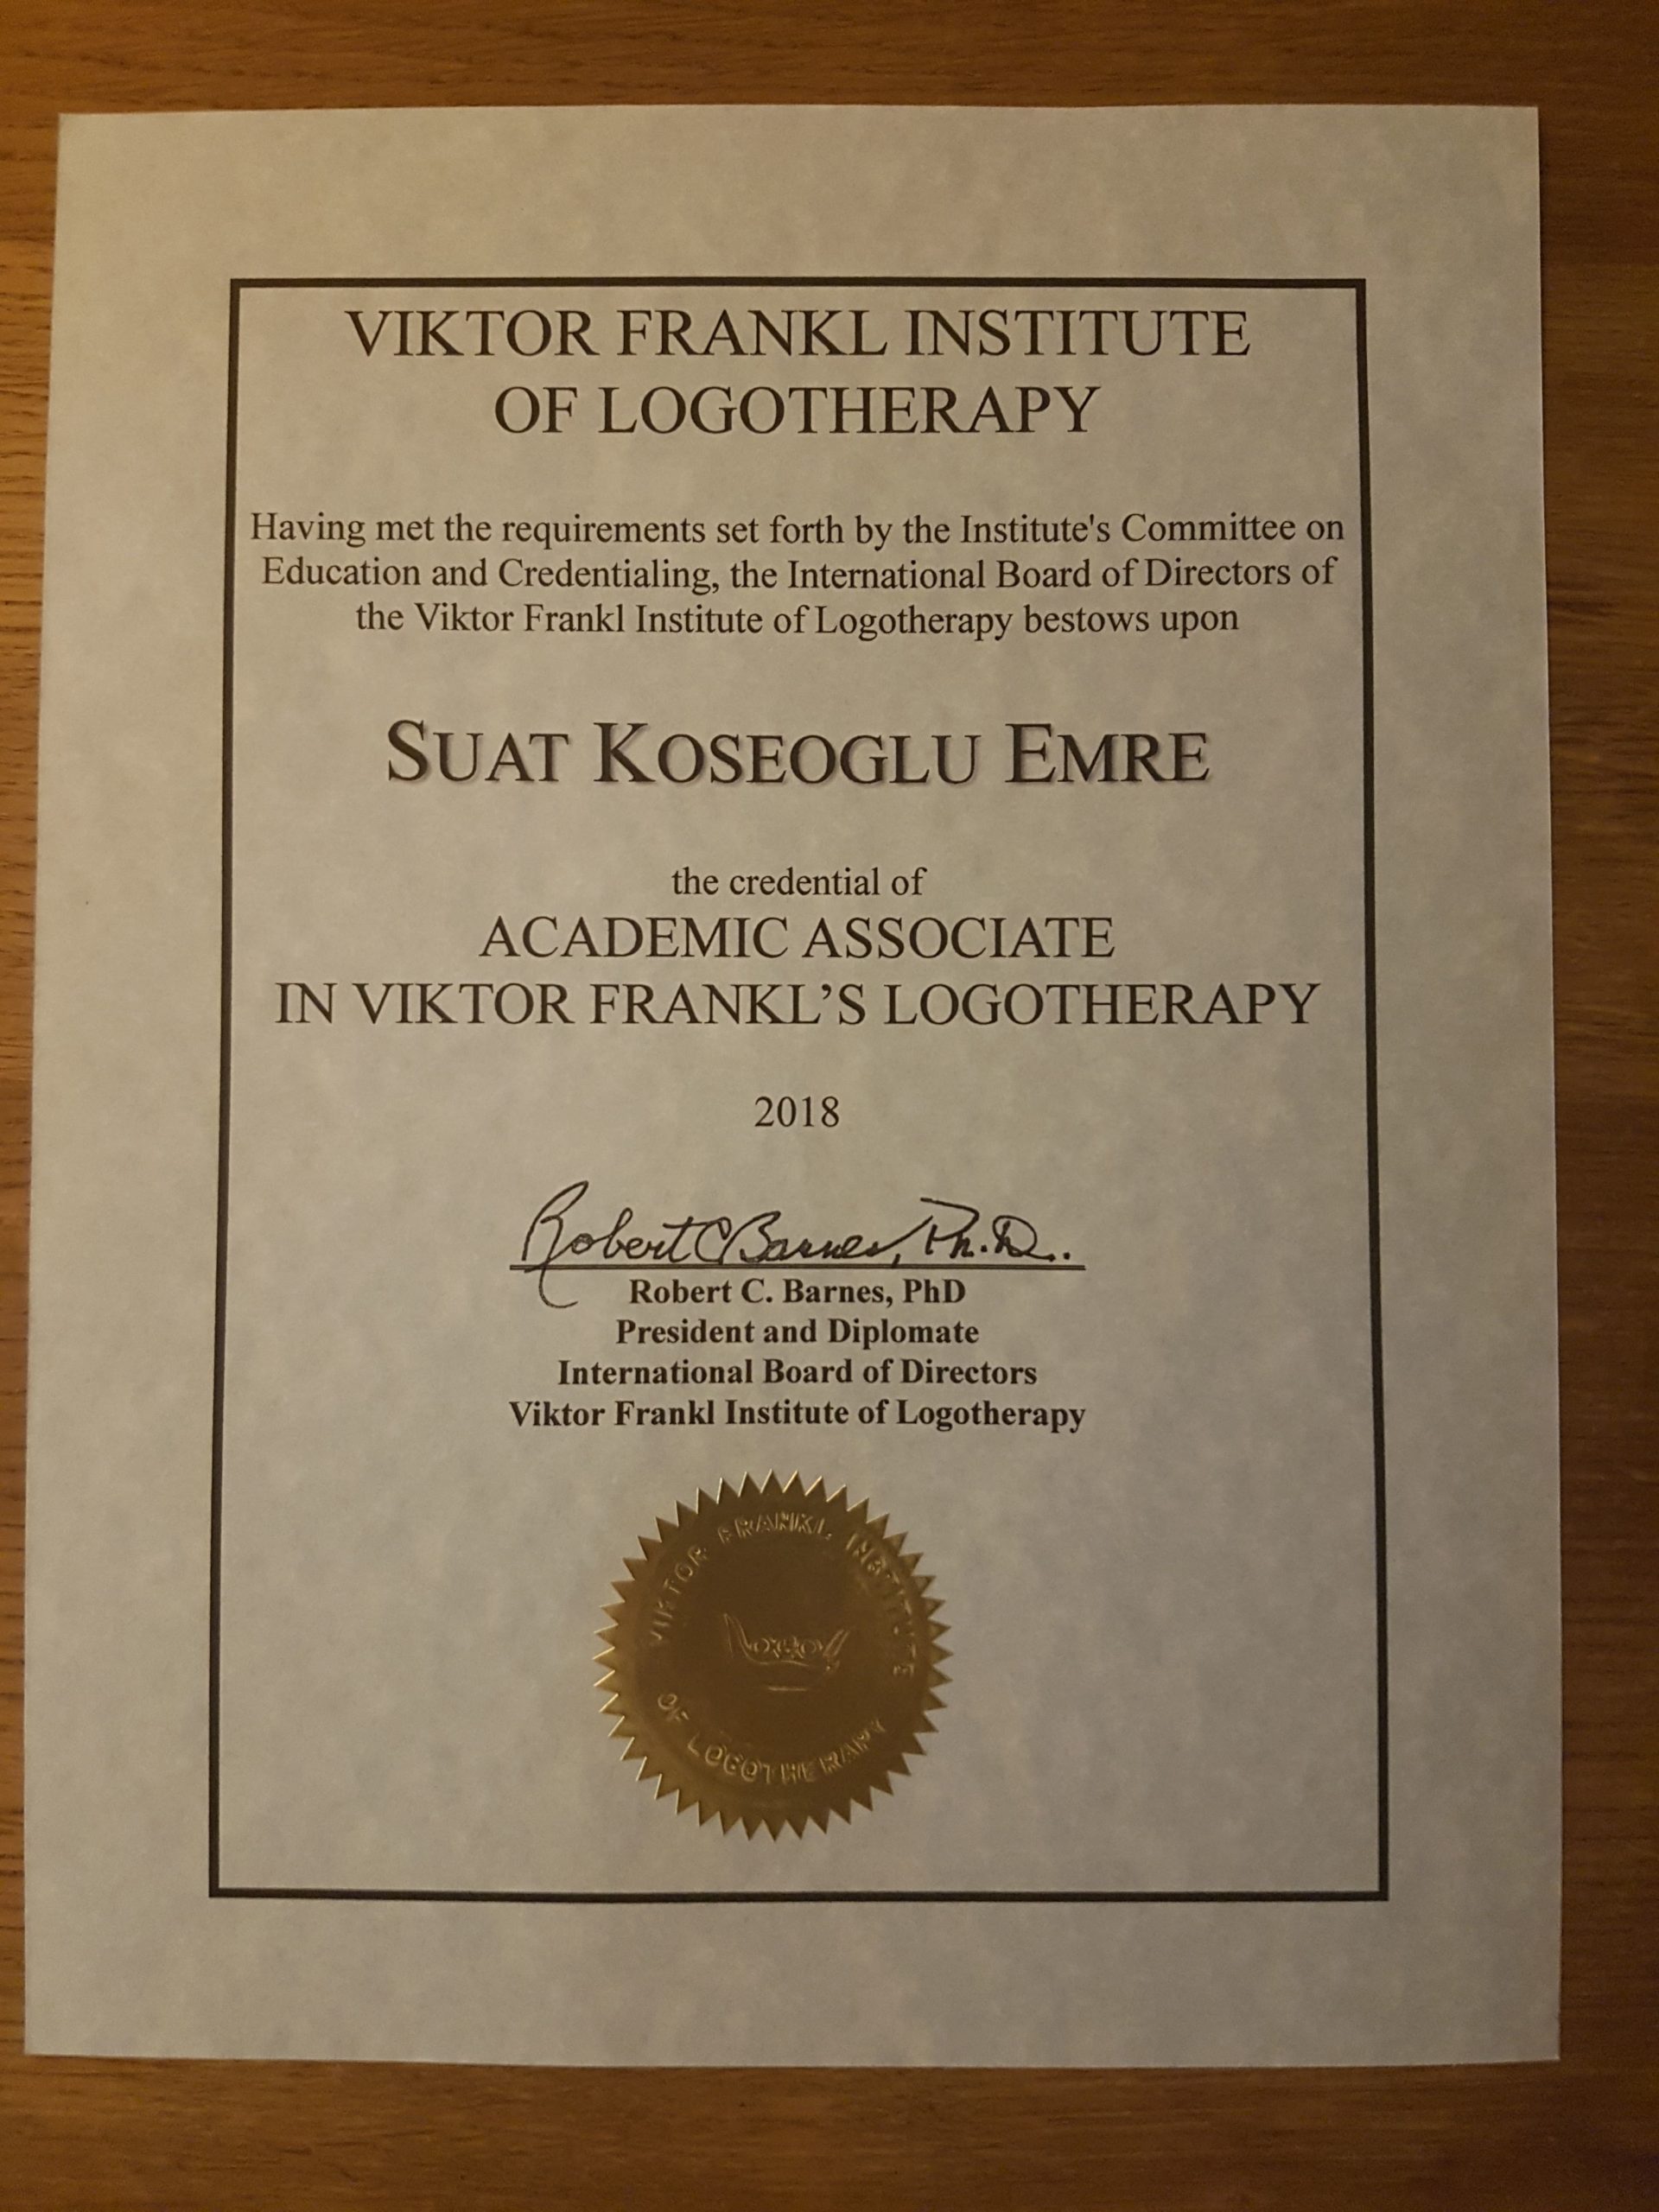 VIKTOR FRANKL INSTITUTE
OF LOGOTHERAPY
Having met the requirements set forth by the Institute's Committee on
Education and Credentialing, the International Board of Directors of
the Viktor Frankl Institute of Logotherapy bestows upon
SUAT KOSEOGLU EMRE
the credential of
ACADEMIC ASSOCIATE
IN VIKTOR FRANKL’S LOGOTHERAPY
2018
Robert C Barnes, Ph.D.
Robert C. Barnes, PhD
President and Diplomate
International Board of Directors
Viktor Frankl Institute of Logotherapy
VIKTOR FRANKL INSTITUTE
LOGO
OF LOGOTHERAPY